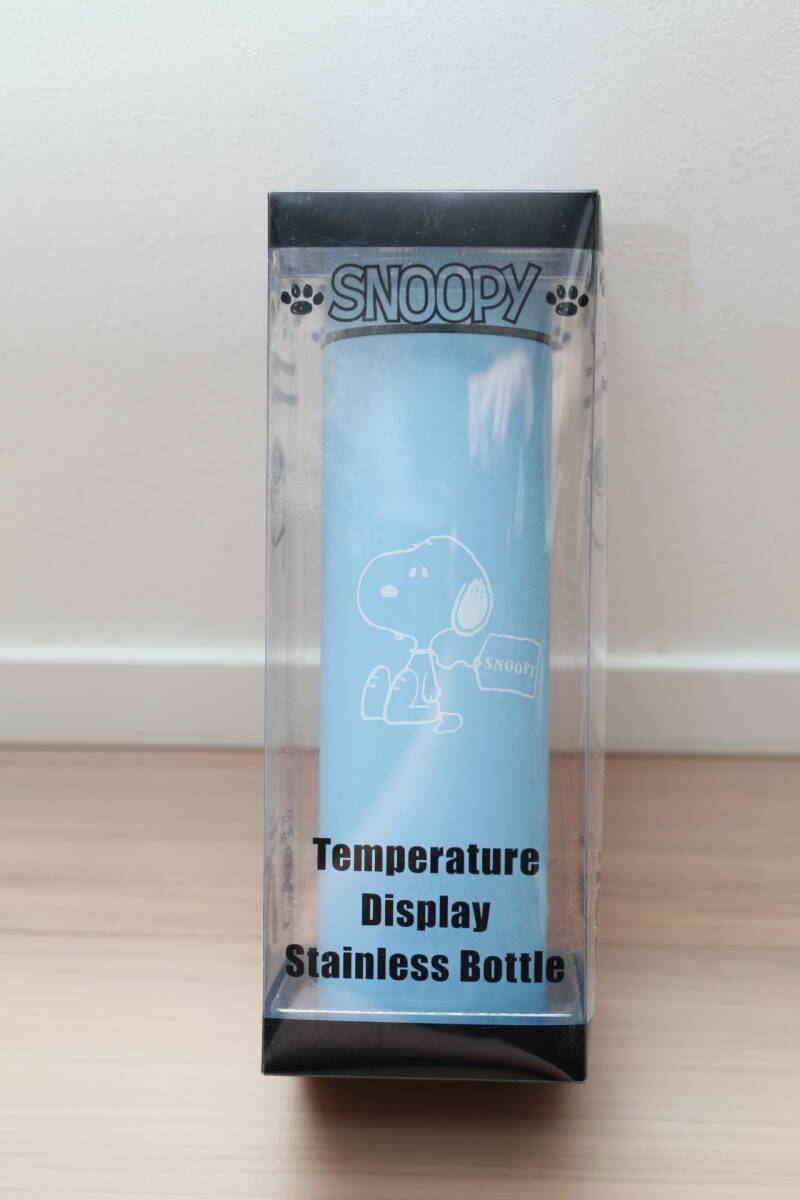 SNOOPY
SNOOPY
Temperature
Display
Stainless Bottle